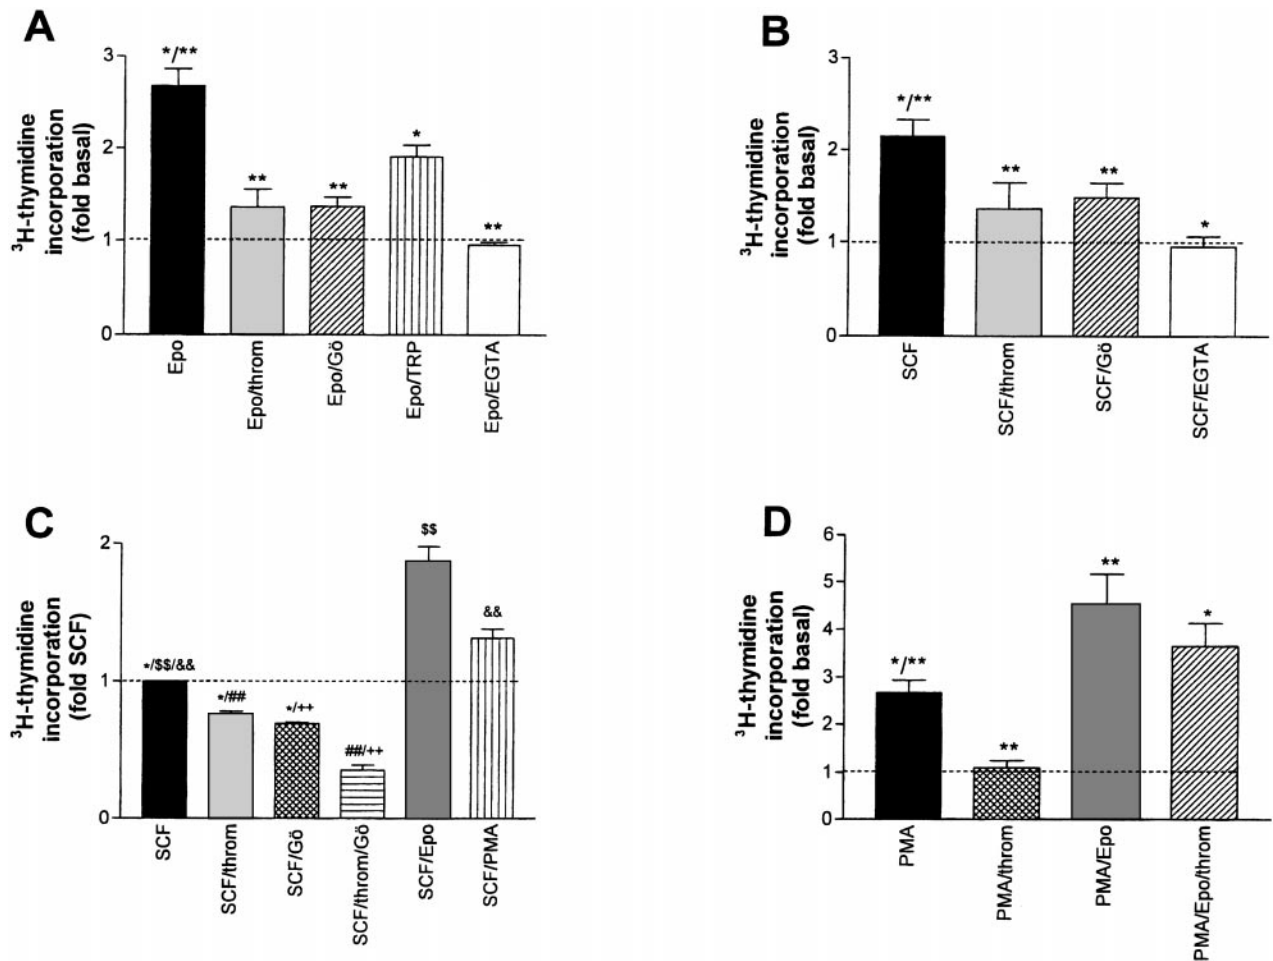 A
³H-thymidine
incorporation
(fold basal)
3
2
1
0
*/**
**
**
*
**
Epo
Epo/throm
Epo/Gö
Epo/TRP
Epo/EGTA
B
³H-thymidine
incorporation
(fold basal)
3
2
1
0
*/**
**
**
*
SCF
SCF/throm
SCF/Gö
SCF/EGTA
C
³H-thymidine
incorporation
(fold SCF)
2
1
0
*/$$/&&
*/##
*/++
##/++
$$
&&
SCF
SCF/throm
SCF/Gö
SCF/throm/Gö
SCF/Epo
SCF/PMA
D
³H-thymidine
incorporation
(fold basal)
6
5
4
3
2
1
0
*/**
**
**
*
PMA
PMA/throm
PMA/Epo
PMA/Epo/throm